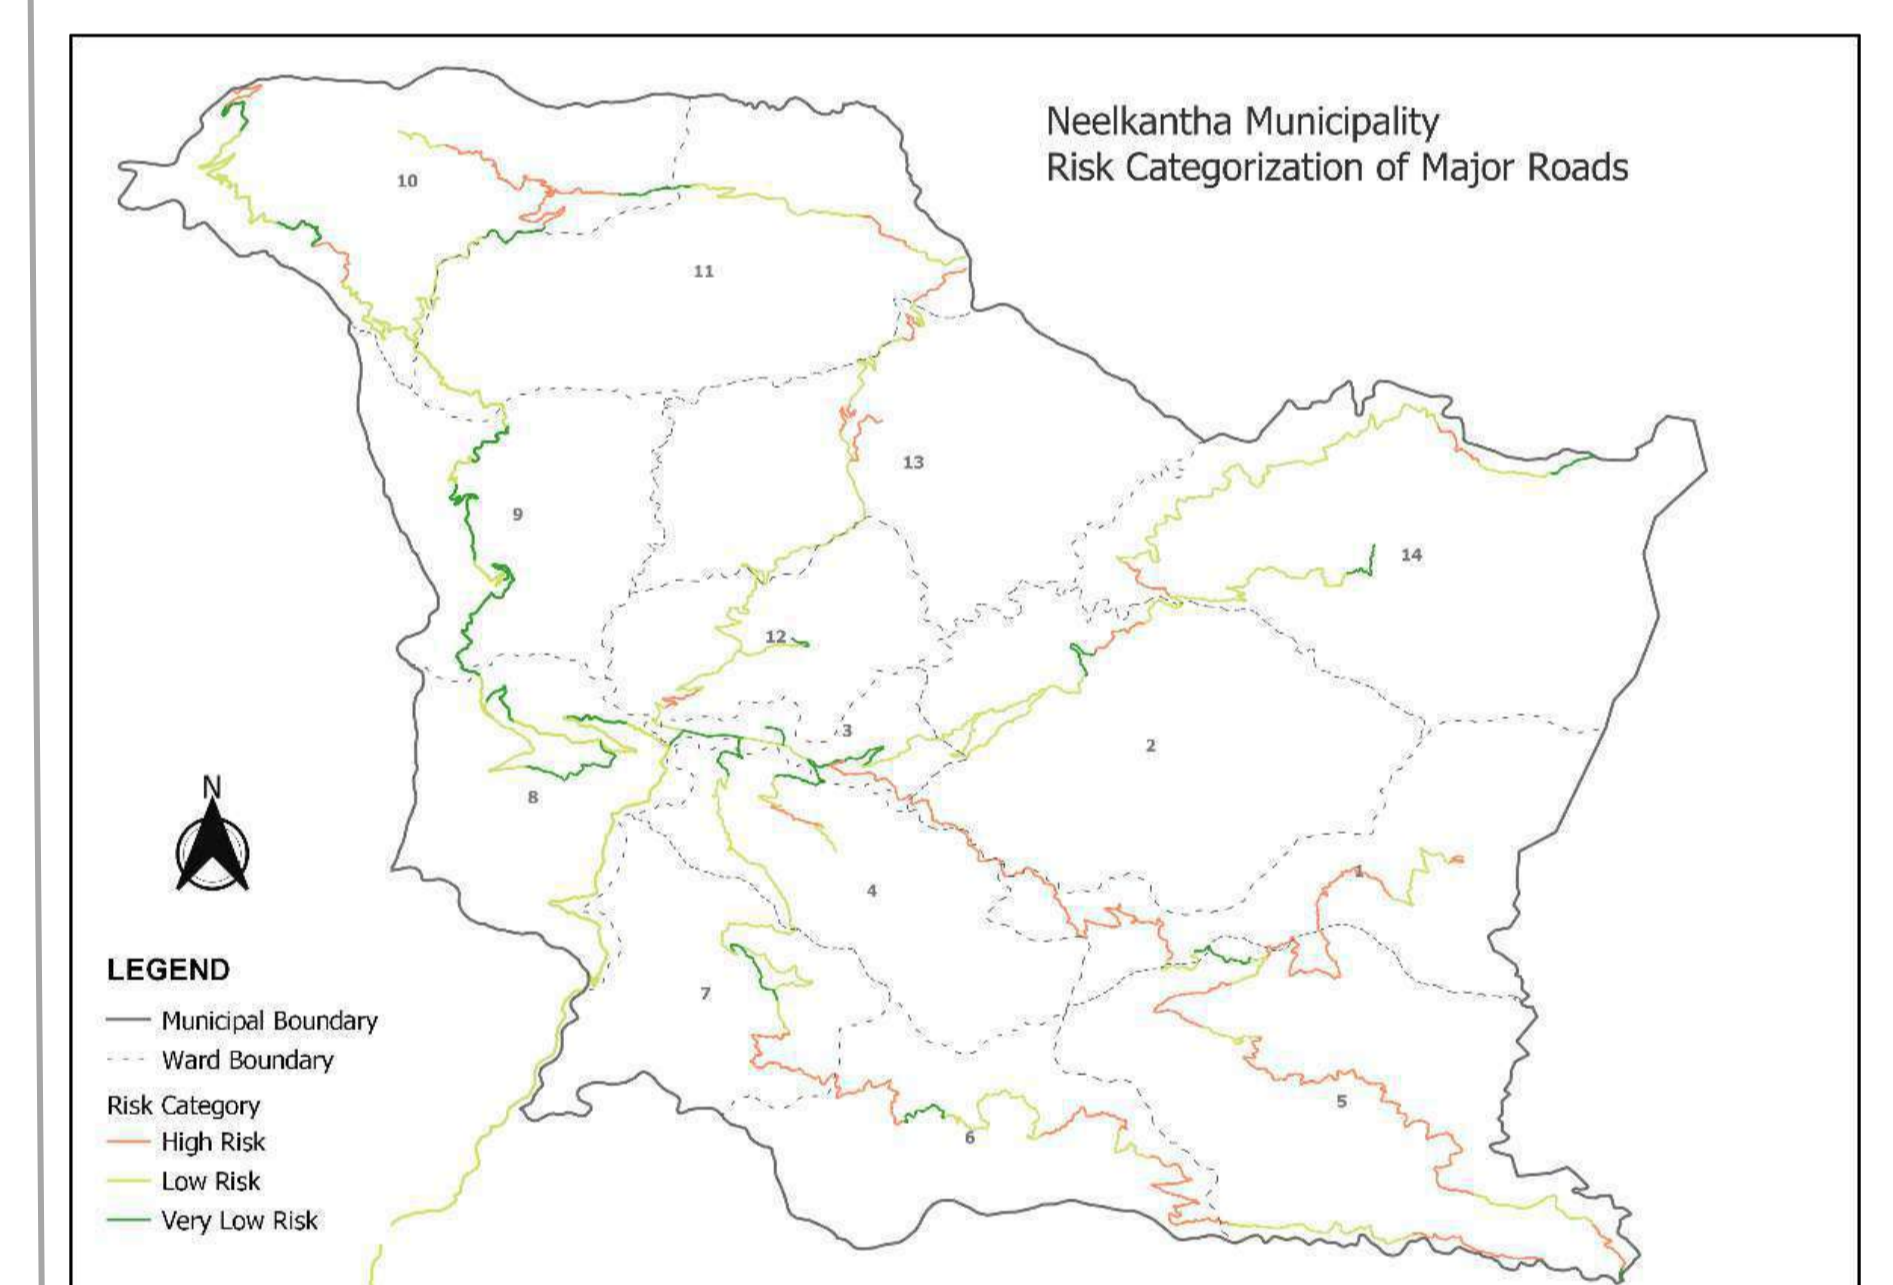 Neelkantha Municipality
Risk Categorization of Major Roads
10
11
13
9
14
12
3
2
8
1
4
7
5
6
N
LEGEND
Municipal Boundary
Ward Boundary
Risk Category
High Risk
Low Risk
Very Low Risk